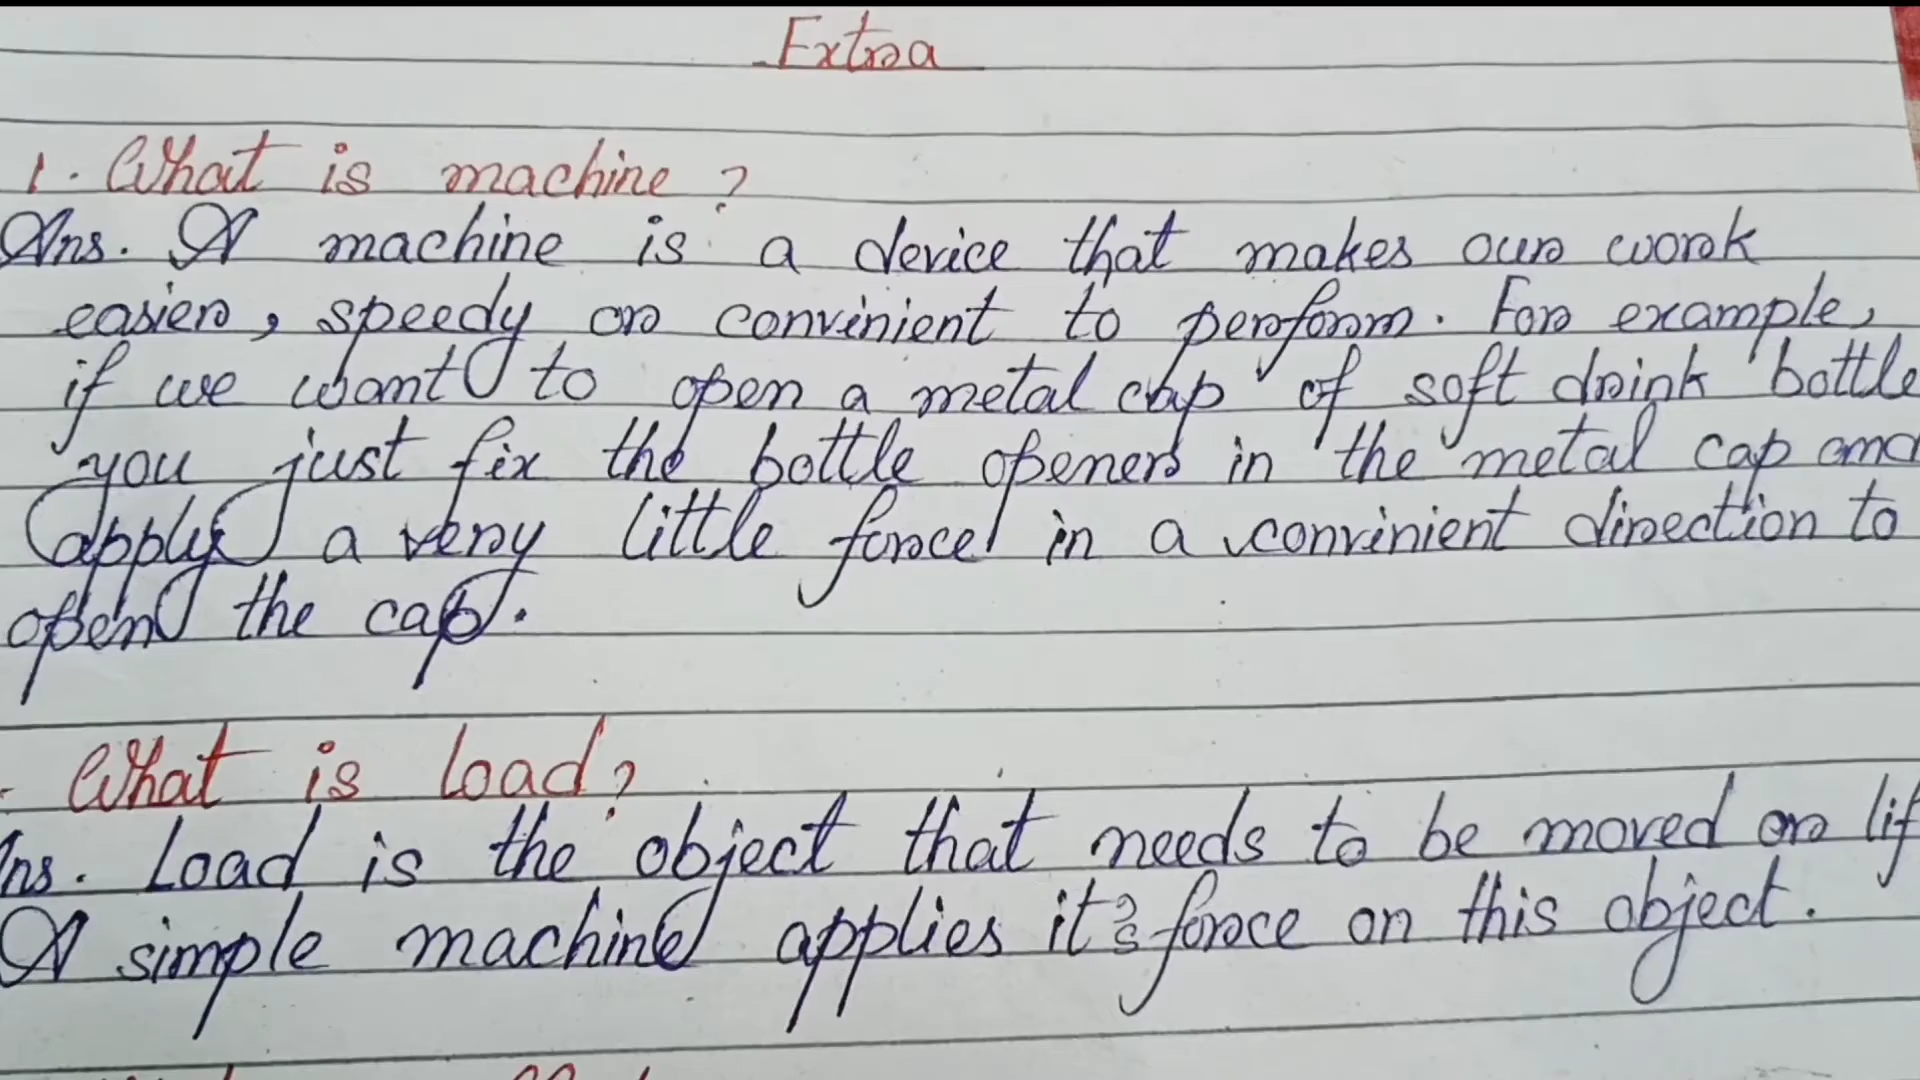 Extra
1. What is machine ?
Ans. A machine is a device that makes our work
easier, speedy or convinient to perform. For example,
if we want to open a metal cap of soft drink bottle
you just fix the bottle openers in the metal cap and
apply a very little force in a convinient direction to
open the cap.
What is load?
Ans. Load is the object that needs to be moved or lif
A simple machine applies it's force on this object.